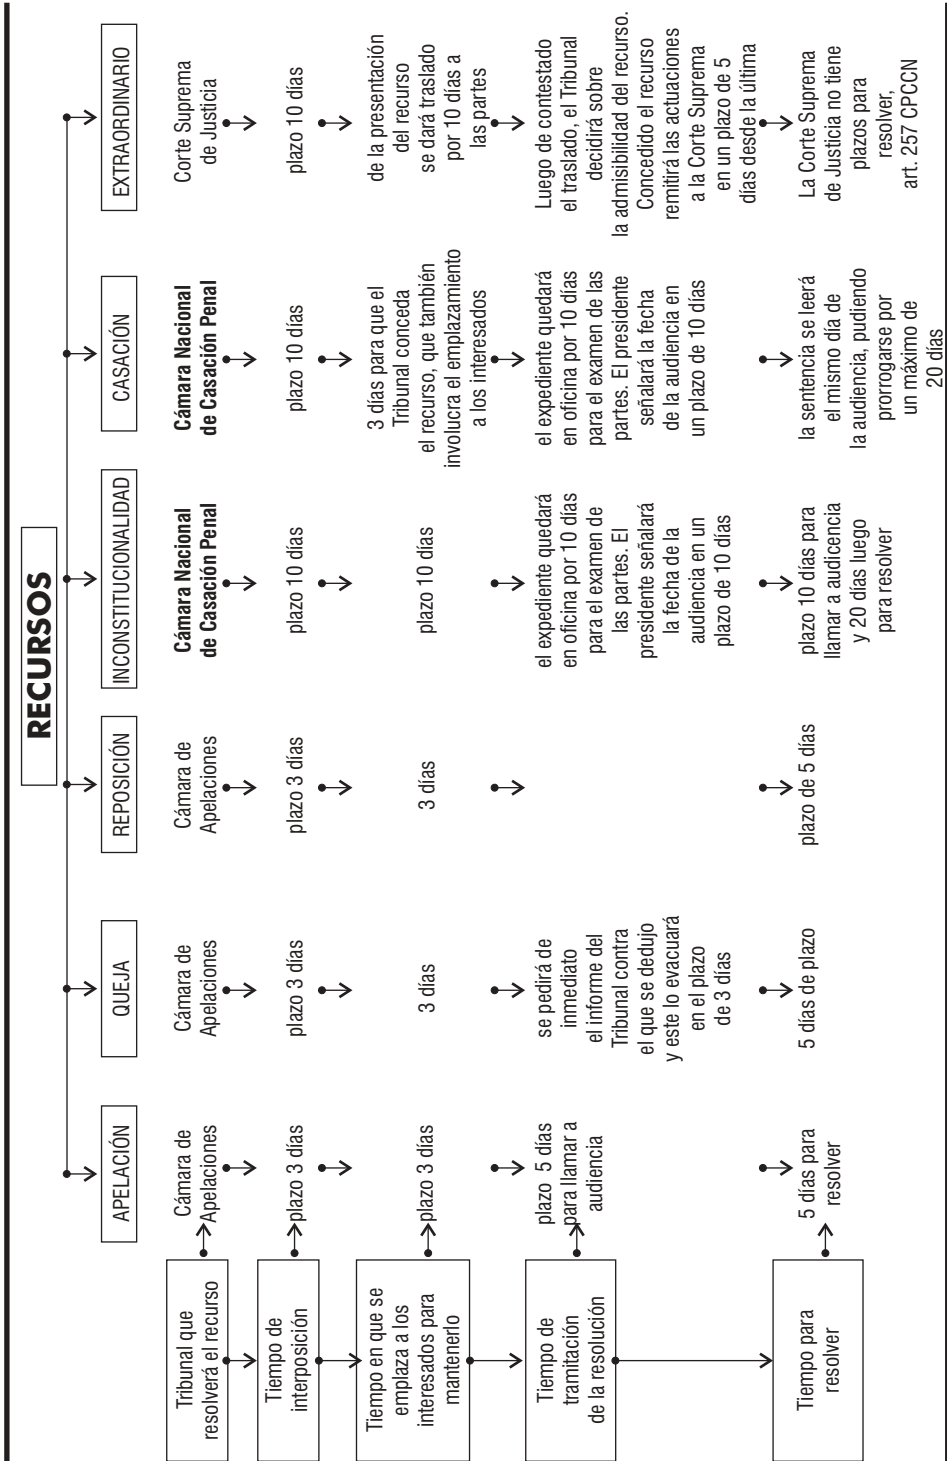 RECURSOS
APELACIÓN
QUEJA
REPOSICIÓN
INCONSTITUCIONALIDAD
CASACIÓN
EXTRAORDINARIO
Tribunal que
resolverá el recurso
Cámara de
Apelaciones
Cámara de
Apelaciones
Cámara de
Apelaciones
Cámara Nacional
de Casación Penal
Cámara Nacional
de Casación Penal
Corte Suprema
de Justicia
Tiempo de
interposición
plazo 3 días
plazo 3 días
plazo 3 días
plazo 10 días
plazo 10 días
plazo 10 días
Tiempo en que se
emplaza a los
interesados para
mantenerlo
plazo 3 días
3 días
3 días
plazo 10 días
3 días para que el
Tribunal conceda
el recurso, que también
involucra el emplazamiento
a los interesados
de la presentación
del recurso
se dará traslado
por 10 días a
las partes
Tiempo de
tramitación
de la resolución
plazo 5 días
para llamar a
audiencia
se pedirá de
inmediato
el informe del
Tribunal contra
el que se dedujo
y este lo evacuará
en el plazo
de 3 días
el expediente quedará
en oficina por 10 días
para el examen de
las partes. El
presidente señalará
la fecha de la
audiencia en un
plazo de 10 días
el expediente quedará
en oficina por 10 días
para el examen de las
partes. El presidente
señalará la fecha
de la audiencia en
un plazo de 10 días
Luego de contestado
el traslado, el Tribunal
decidirá sobre
la admisibilidad del recurso.
Concedido el recurso
remitirá las actuaciones
a la Corte Suprema
en un plazo de 5
días desde la última
Tiempo para
resolver
5 días para
resolver
5 días de plazo
plazo de 5 días
plazo 10 días para
llamar a audicencia
y 20 días luego
para resolver
la sentencia se leerá
el mismo día de
la audiencia, pudiendo
prorrogarse por
un máximo de
20 días
La Corte Suprema
de Justicia no tiene
plazos para
resolver,
art. 257 CPCCN